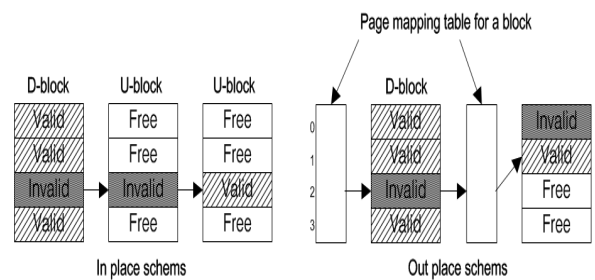 Page mapping table for a block
D-block U-block U-block D-block
Valid Free Free 0 Valid Invalid
Valid Free Free 1 Valid Valid
Invalid Invalid Valid 2 Invalid Free
Valid Free Free 3 Valid Free
In place schems Out place schems